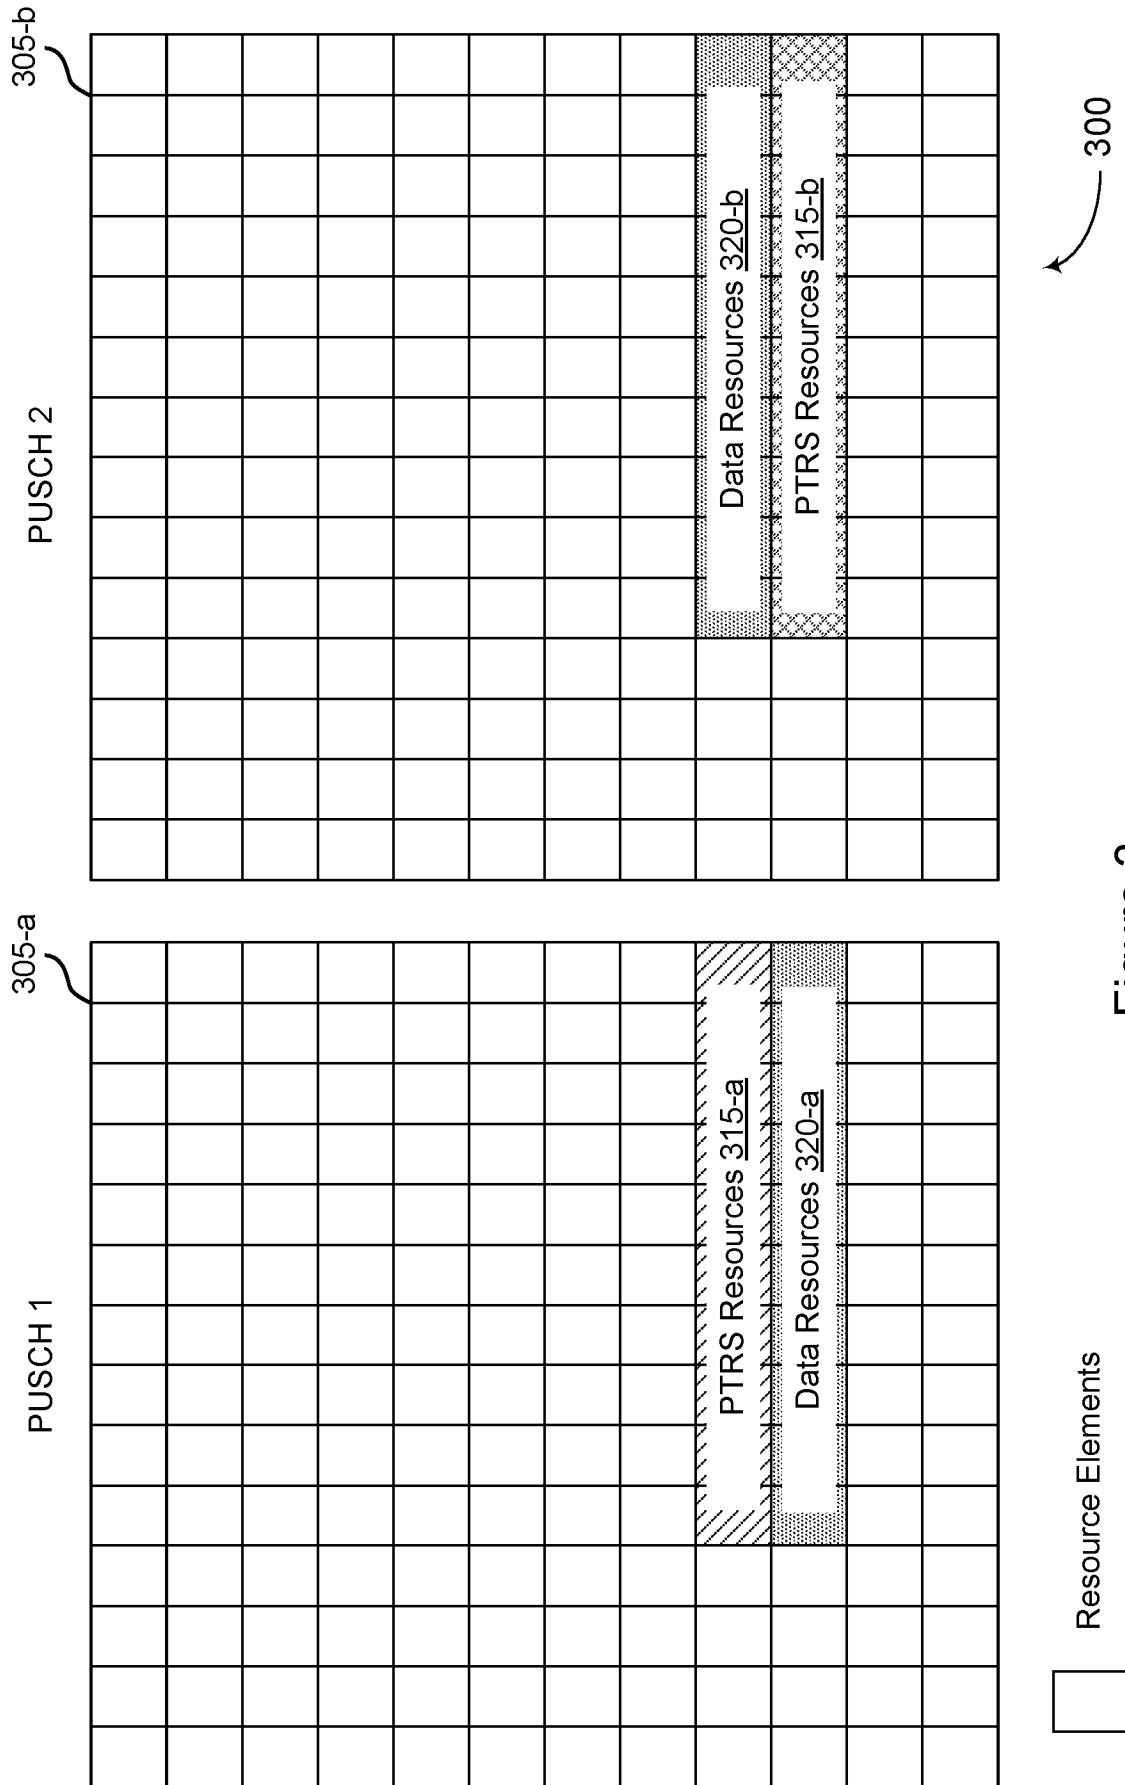 PUSCH 1
305-a
PUSCH 2
305-b
PTRS Resources 315-a
Data Resources 320-a
Data Resources 320-b
PTRS Resources 315-b
Resource Elements
300